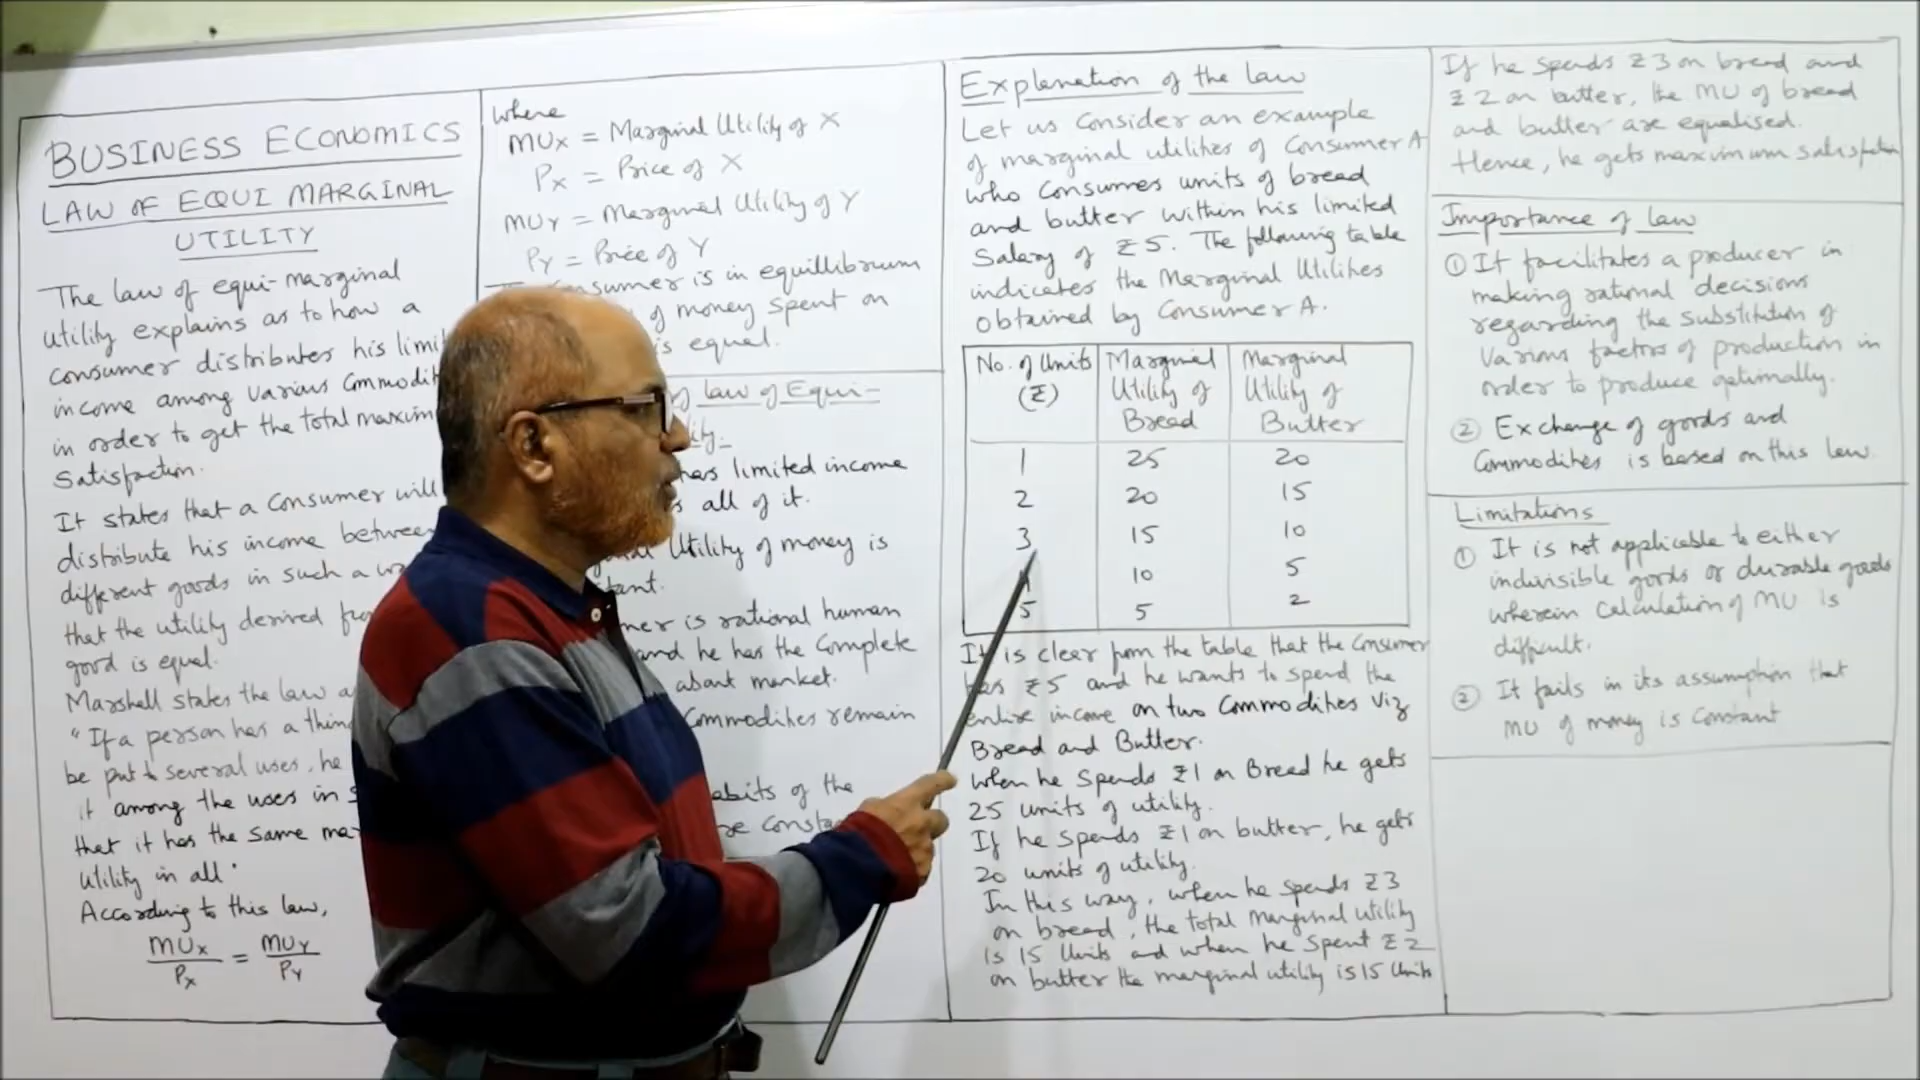 BUSINESS ECONOMICS
LAW OF EQUI MARGINAL
UTILITY
The law of equi-marginal
utility explains as to how a
consumer distributes his
income among various
in order to get the total
Satisfaction.
It states that a Consumer will
distribute his income between
different goods in such a
that the utility derived
good is equal.
Marshall states the law
"If a person has a
be put to several uses, he
it among the uses in
that it has the same
utility in all"
According to this law,
MUx / Px = MUY / PY
where
MUx = Marginal Utility of X
Px = Price of X
MUY = Marginal Utility of Y
PY = Price of Y
is in equillibrium
of money spent on
is equal.
of law of Equi-
has limited income
all of it.
Utility of money is
is rational human
and he has the Complete
about market.
Commodities remain
of the
Explanation of the law
Let us consider an example
of marginal utilities of Consumer A
who consumes units of bread
and butter within his limited
Salary of ₹5. The following table
indicates the Marginal Utilities
obtained by Consumer A.
No. of Units (₹) Marginal Utility of Bread Marginal Utility of Butter
1 25 20
2 20 15
3 15 10
10 5
5 5 2
It is clear from the table that the Consumer
has ₹5 and he wants to spend the
entire income on two Commodities Viz
Bread and Butter.
When he spends ₹1 on Bread he gets
25 units of utility.
If he spends ₹1 on butter, he gets
20 units of utility.
In this way, when he spends ₹3
on bread, the total marginal utility
is 15 Units and when he spent ₹2
on butter the marginal utility is 15 Units
If he spends ₹3 on bread and
₹2 on butter, the MU of bread
and butter are equalised.
Hence, he gets maximum satisfaction
Importance of law
① It facilitates a producer in
making rational decisions
regarding the substitution of
various factors of production in
order to produce optimally.
② Exchange of goods and
Commodities is based on this law.
Limitations
① It is not applicable to either
indivisible goods or durable goods
wherein calculation of MU is
difficult.
② It fails in its assumption that
MU of money is constant